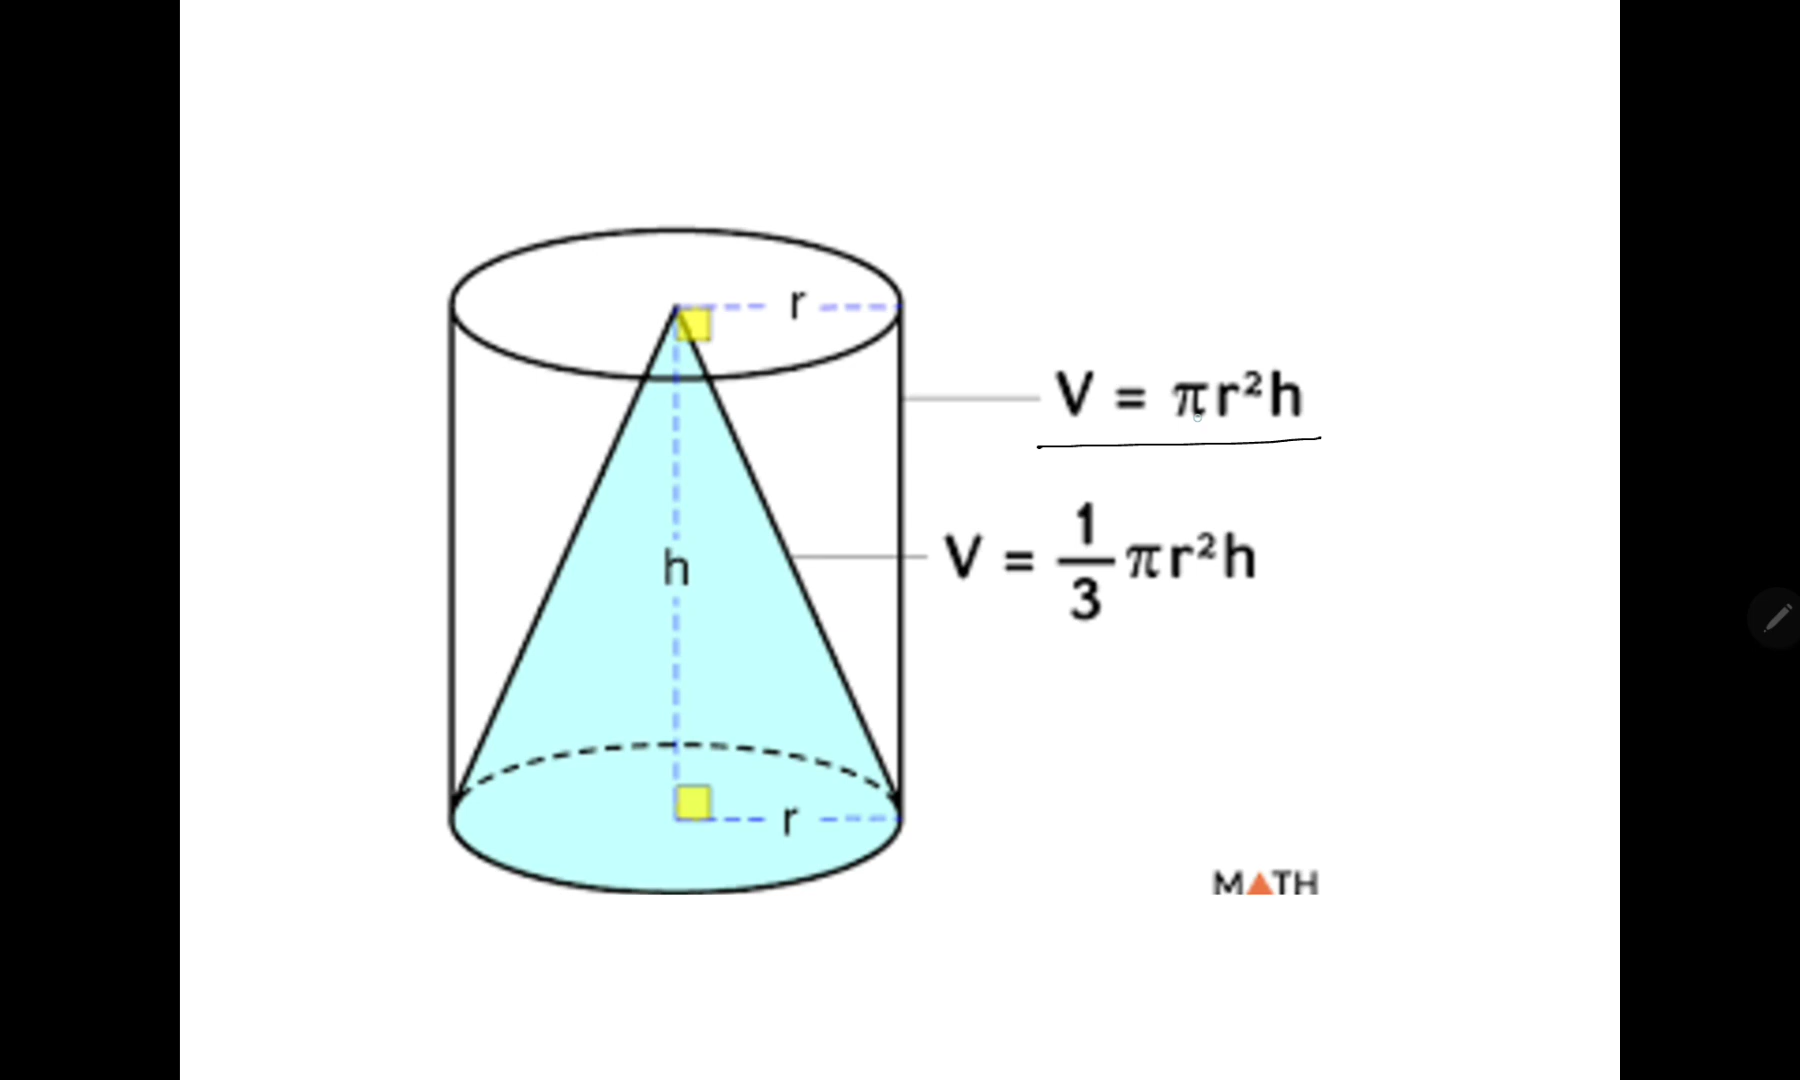 r
V = πr²h
V = 1/3 πr²h
h
r
MATH